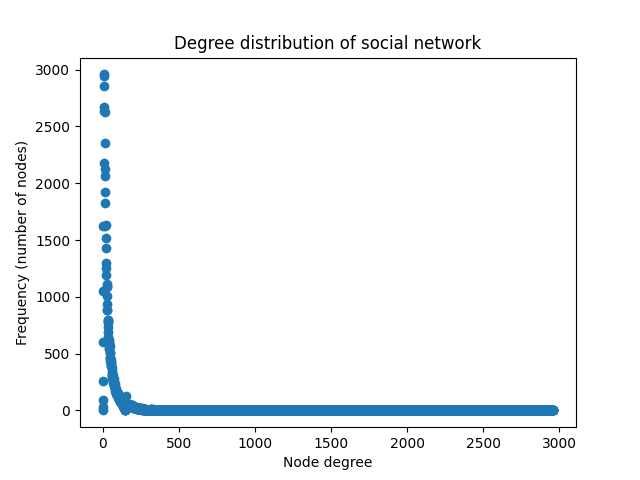 Degree distribution of social network
3000
2500
2000
1500
1000
500
0
Frequency (number of nodes)
0 500 1000 1500 2000 2500 3000
Node degree